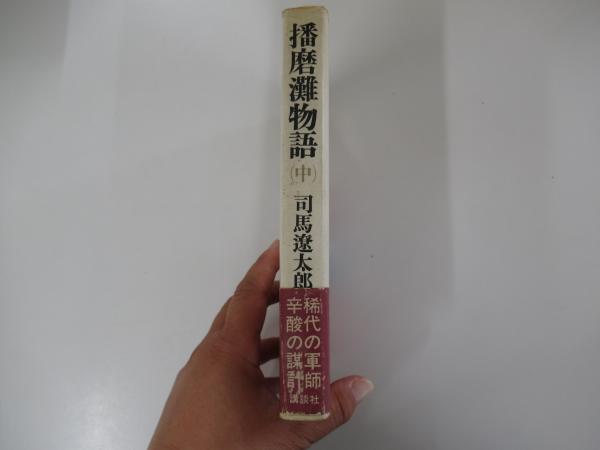 播磨灘物語
(中)
司馬遼太郎
稀代の軍師
辛酸の謀計
講談社